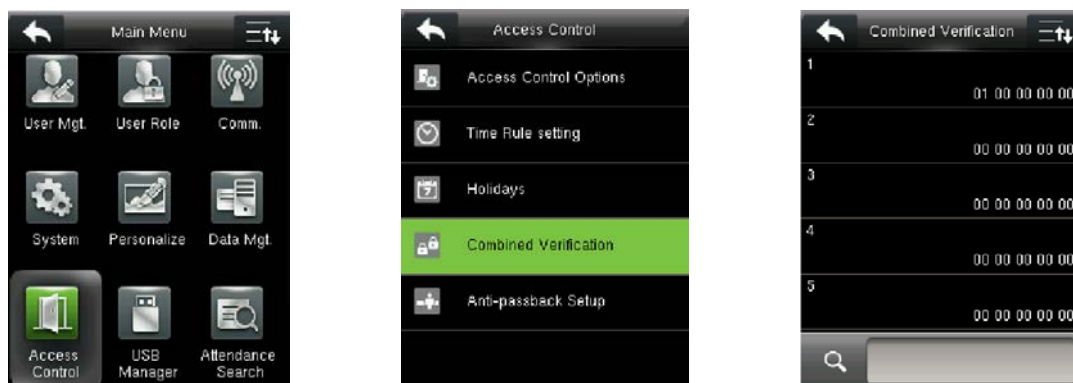 Main Menu
User Mgt.
User Role
Comm.
System
Personalize
Data Mgt.
Access
Control
USB
Manager
Attendance
Search
Access Control
Access Control Options
Time Rule setting
Holidays
Combined Verification
Anti-passback Setup
Combined Verification
1
01 00 00 00 00
2
00 00 00 00 00
3
00 00 00 00 00
4
00 00 00 00 00
5
00 00 00 00 00